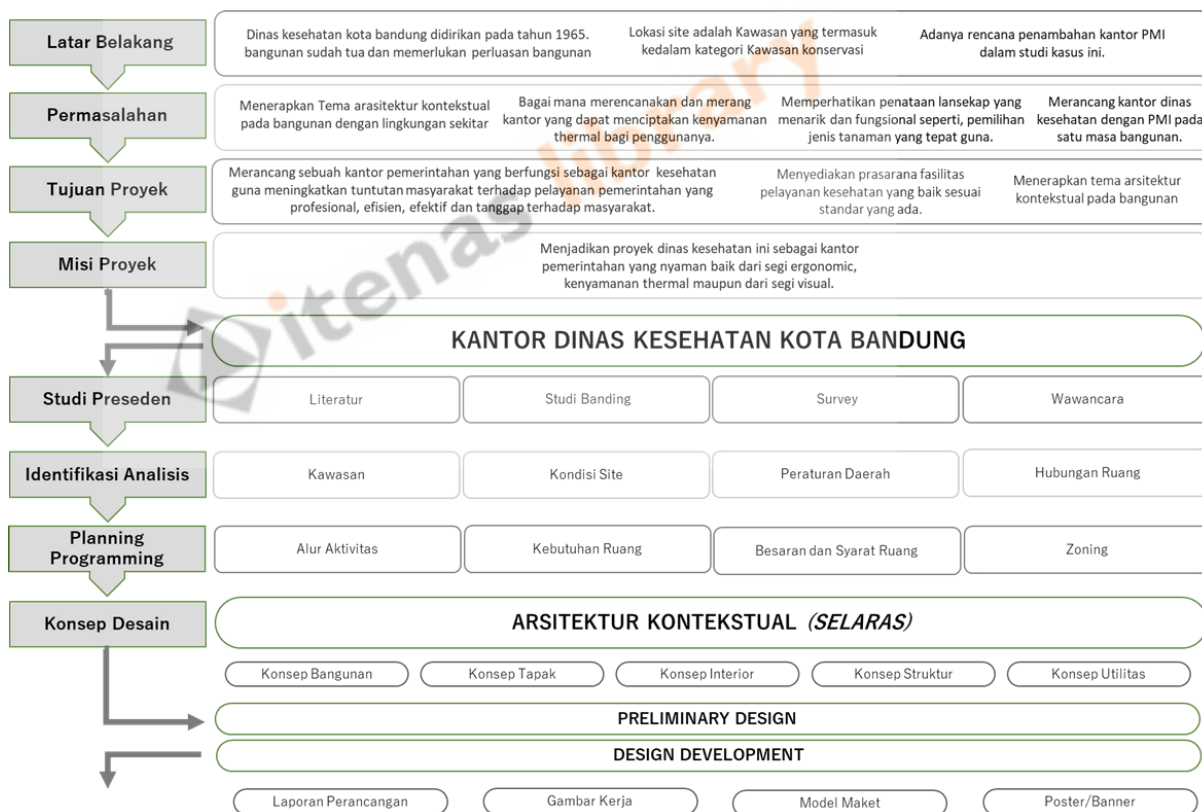 Latar Belakang
Dinas kesehatan kota bandung didirikan pada tahun 1965.
bangunan sudah tua dan memerlukan perluasan bangunan
Lokasi site adalah Kawasan yang termasuk
kedalam kategori Kawasan konservasi
Adanya rencana penambahan kantor PMI
dalam studi kasus ini.
Permasalahan
Menerapkan Tema arasitektur kontekstual
pada bangunan dengan lingkungan sekitar
Bagai mana merencanakan dan merang
kantor yang dapat menciptakan kenyamanan
thermal bagi penggunanya.
Memperhatikan penataan lansekap yang
menarik dan fungsional seperti, pemilihan
jenis tanaman yang tepat guna.
Merancang kantor dinas
kesehatan dengan PMI pada
satu masa bangunan.
Tujuan Proyek
Merancang sebuah kantor pemerintahan yang berfungsi sebagai kantor kesehatan
guna meningkatkan tuntutan masyarakat terhadap pelayanan pemerintahan yang
profesional, efisien, efektif dan tanggap terhadap masyarakat.
Menyediakan prasarana fasilitas
pelayanan kesehatan yang baik sesuai
standar yang ada.
Menerapkan tema arsitektur
kontekstual pada bangunan
Misi Proyek
Menjadikan proyek dinas kesehatan ini sebagai kantor
pemerintahan yang nyaman baik dari segi ergonomic,
kenyamanan thermal maupun dari segi visual.
itenas library
KANTOR DINAS KESEHATAN KOTA BANDUNG
Studi Preseden
Literatur
Studi Banding
Survey
Wawancara
Identifikasi Analisis
Kawasan
Kondisi Site
Peraturan Daerah
Hubungan Ruang
Planning
Programming
Alur Aktivitas
Kebutuhan Ruang
Besaran dan Syarat Ruang
Zoning
Konsep Desain
ARSITEKTUR KONTEKSTUAL (SELARAS)
Konsep Bangunan
Konsep Tapak
Konsep Interior
Konsep Struktur
Konsep Utilitas
PRELIMINARY DESIGN
DESIGN DEVELOPMENT
Laporan Perancangan
Gambar Kerja
Model Maket
Poster/Banner